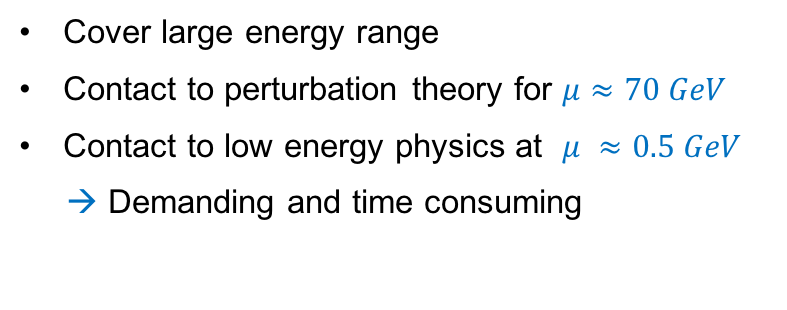 • Cover large energy range
• Contact to perturbation theory for μ ≈ 70 GeV
• Contact to low energy physics at μ ≈ 0.5 GeV
→ Demanding and time consuming